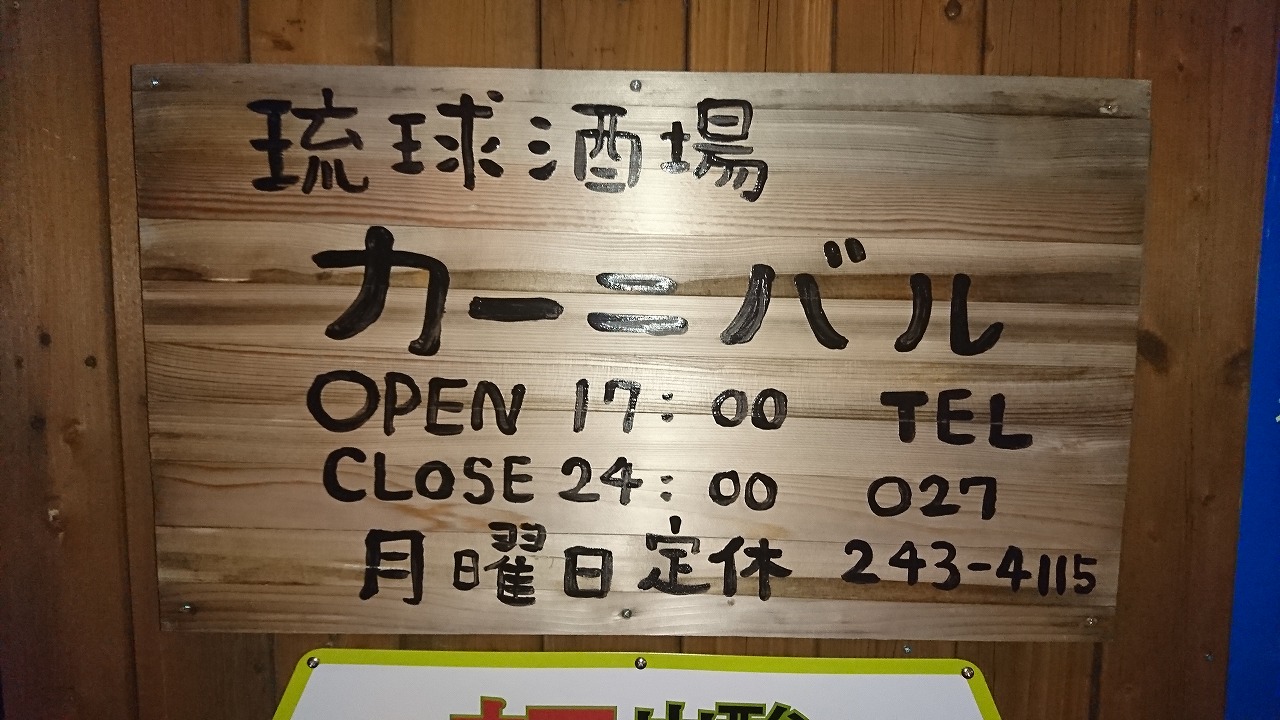 琉球酒場
カーニバル
OPEN 17:00 TEL
CLOSE 24:00 027
月曜日定休 243-4115